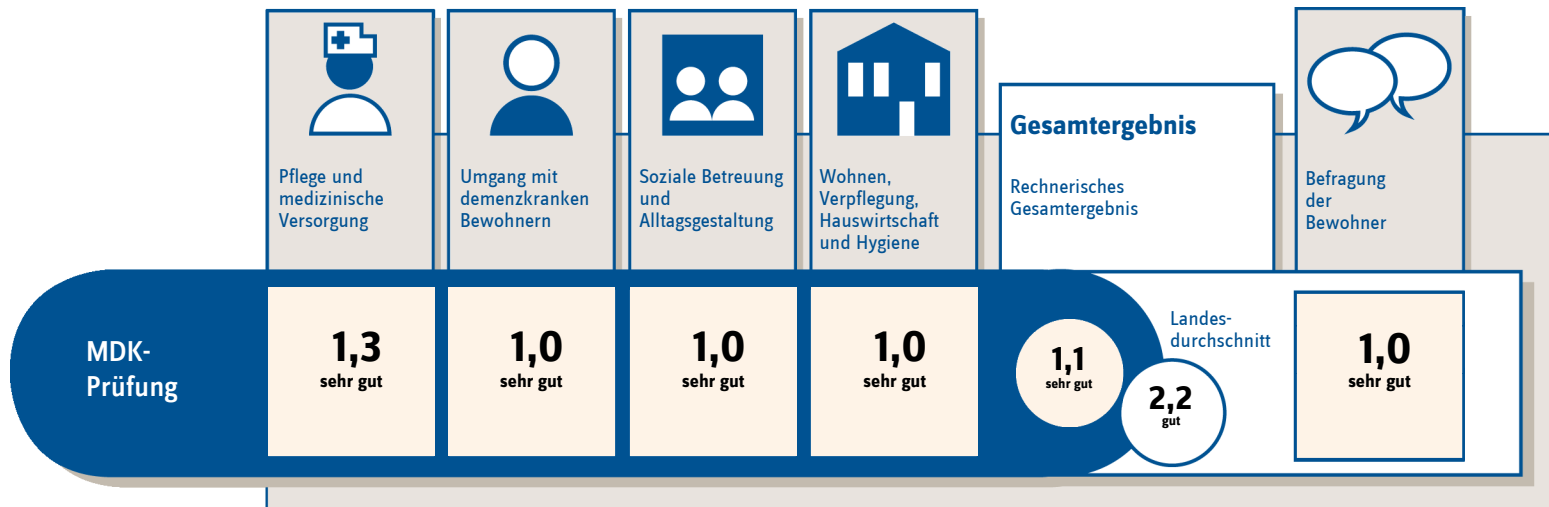 Pflege und
medizinische
Versorgung
Umgang mit
demenzkranken
Bewohnern
Soziale Betreuung
und
Alltagsgestaltung
Wohnen,
Verpflegung,
Hauswirtschaft
und Hygiene
Gesamtergebnis
Rechnerisches
Gesamtergebnis
Befragung
der
Bewohner
MDK-
Prüfung
1,3
sehr gut
1,0
sehr gut
1,0
sehr gut
1,0
sehr gut
1,1
sehr gut
Landes-
durchschnitt
2,2
gut
1,0
sehr gut